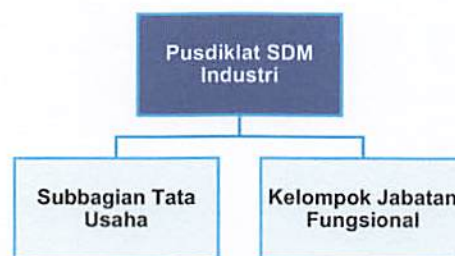 Pusdiklat SDM
Industri
Subbagian Tata
Usaha
Kelompok Jabatan
Fungsional